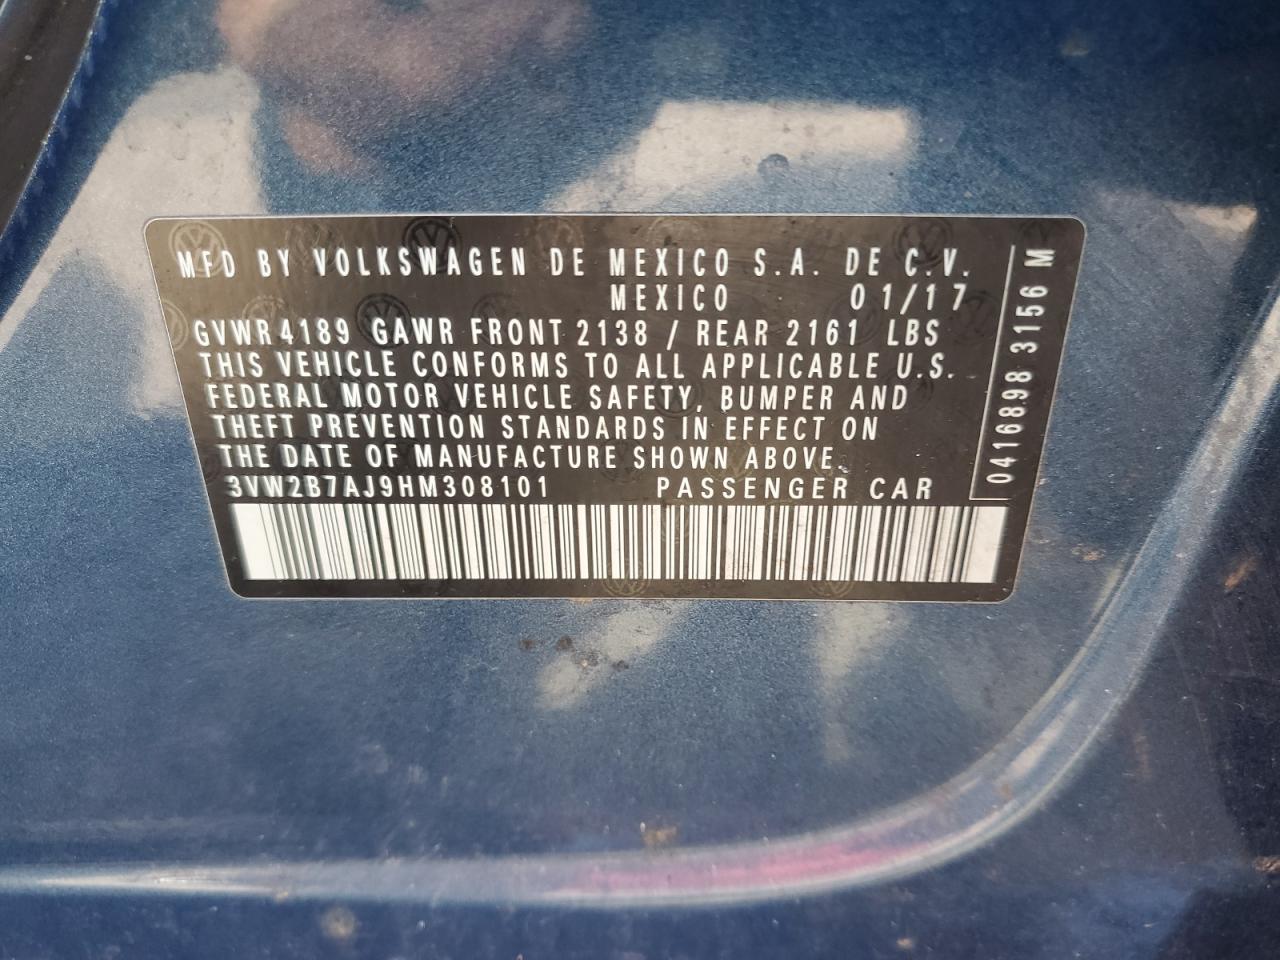 MFD BY VOLKSWAGEN DE MEXICO S.A. DE C.V.
MEXICO 01/17
GVWR 4189 GAWR FRONT 2138 / REAR 2161 LBS
THIS VEHICLE CONFORMS TO ALL APPLICABLE U.S.
FEDERAL MOTOR VEHICLE SAFETY, BUMPER AND
THEFT PREVENTION STANDARDS IN EFFECT ON
THE DATE OF MANUFACTURE SHOWN ABOVE.
3VW2B7AJ9HM308101 PASSENGER CAR
0416898 3156 M